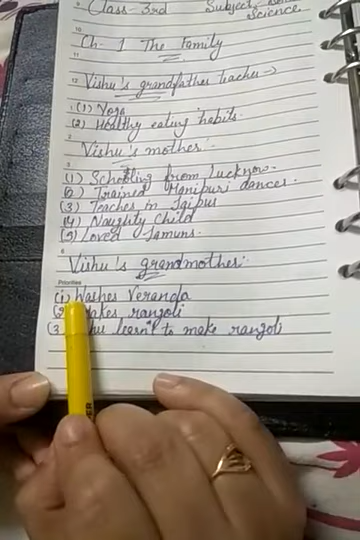 Class- 3rd Subject
Science
Ch- 1 The Family
Vishu's grandfather teaches →
(1) Yoga
(2) Healthy eating habits.
Vishu's mother.
(1) Schooling from Lucknow.
(2) Trained Manipuri dancer.
(3) Teaches in Jaipur
(4) Naughty Child
(5) Loved Jamuns.
Vishu's grandmother.
Priorities
(1) Washes Veranda
rangoli
(3 learn to make rangoli